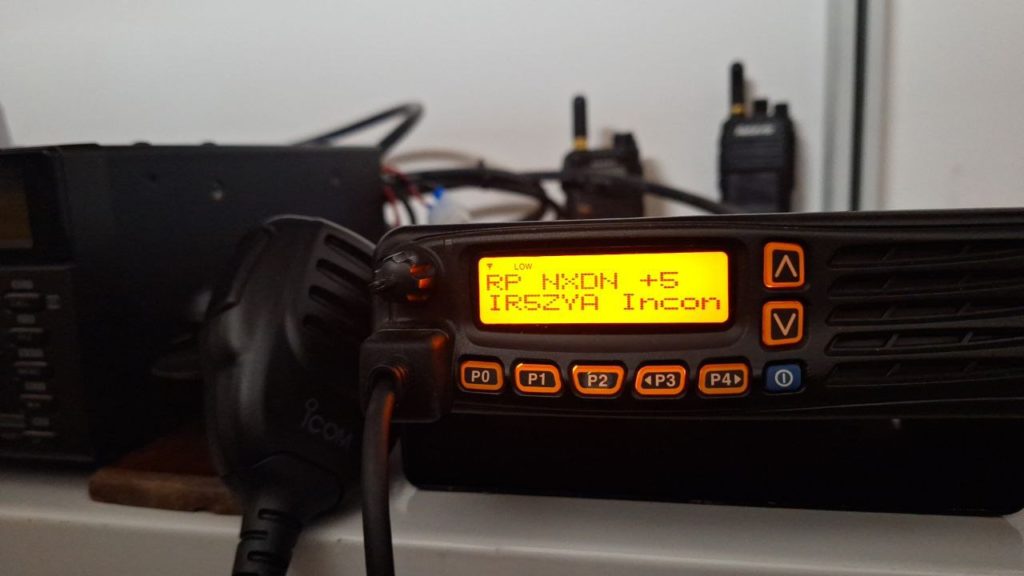 LOW
RP NXDN +5
IR5ZYA Incon
P0 P1 P2 P3 P4
ICOM